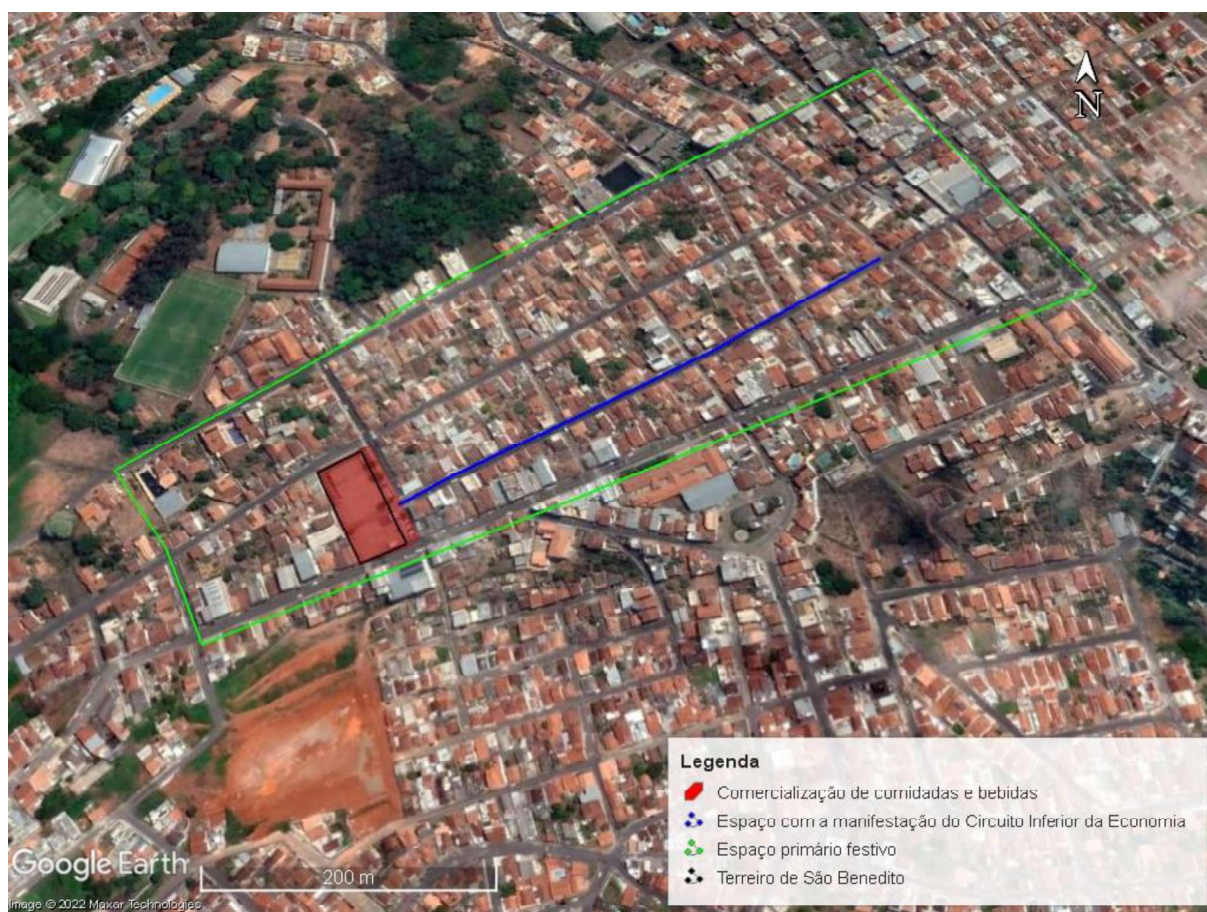 N
Legenda
Comercialização de comidadas e bebidas
Espaço com a manifestação do Circuito Inferior da Economia
Espaço primário festivo
Terreiro de São Benedito
Google Earth
200 m
Image © 2022 Maxar Technologies